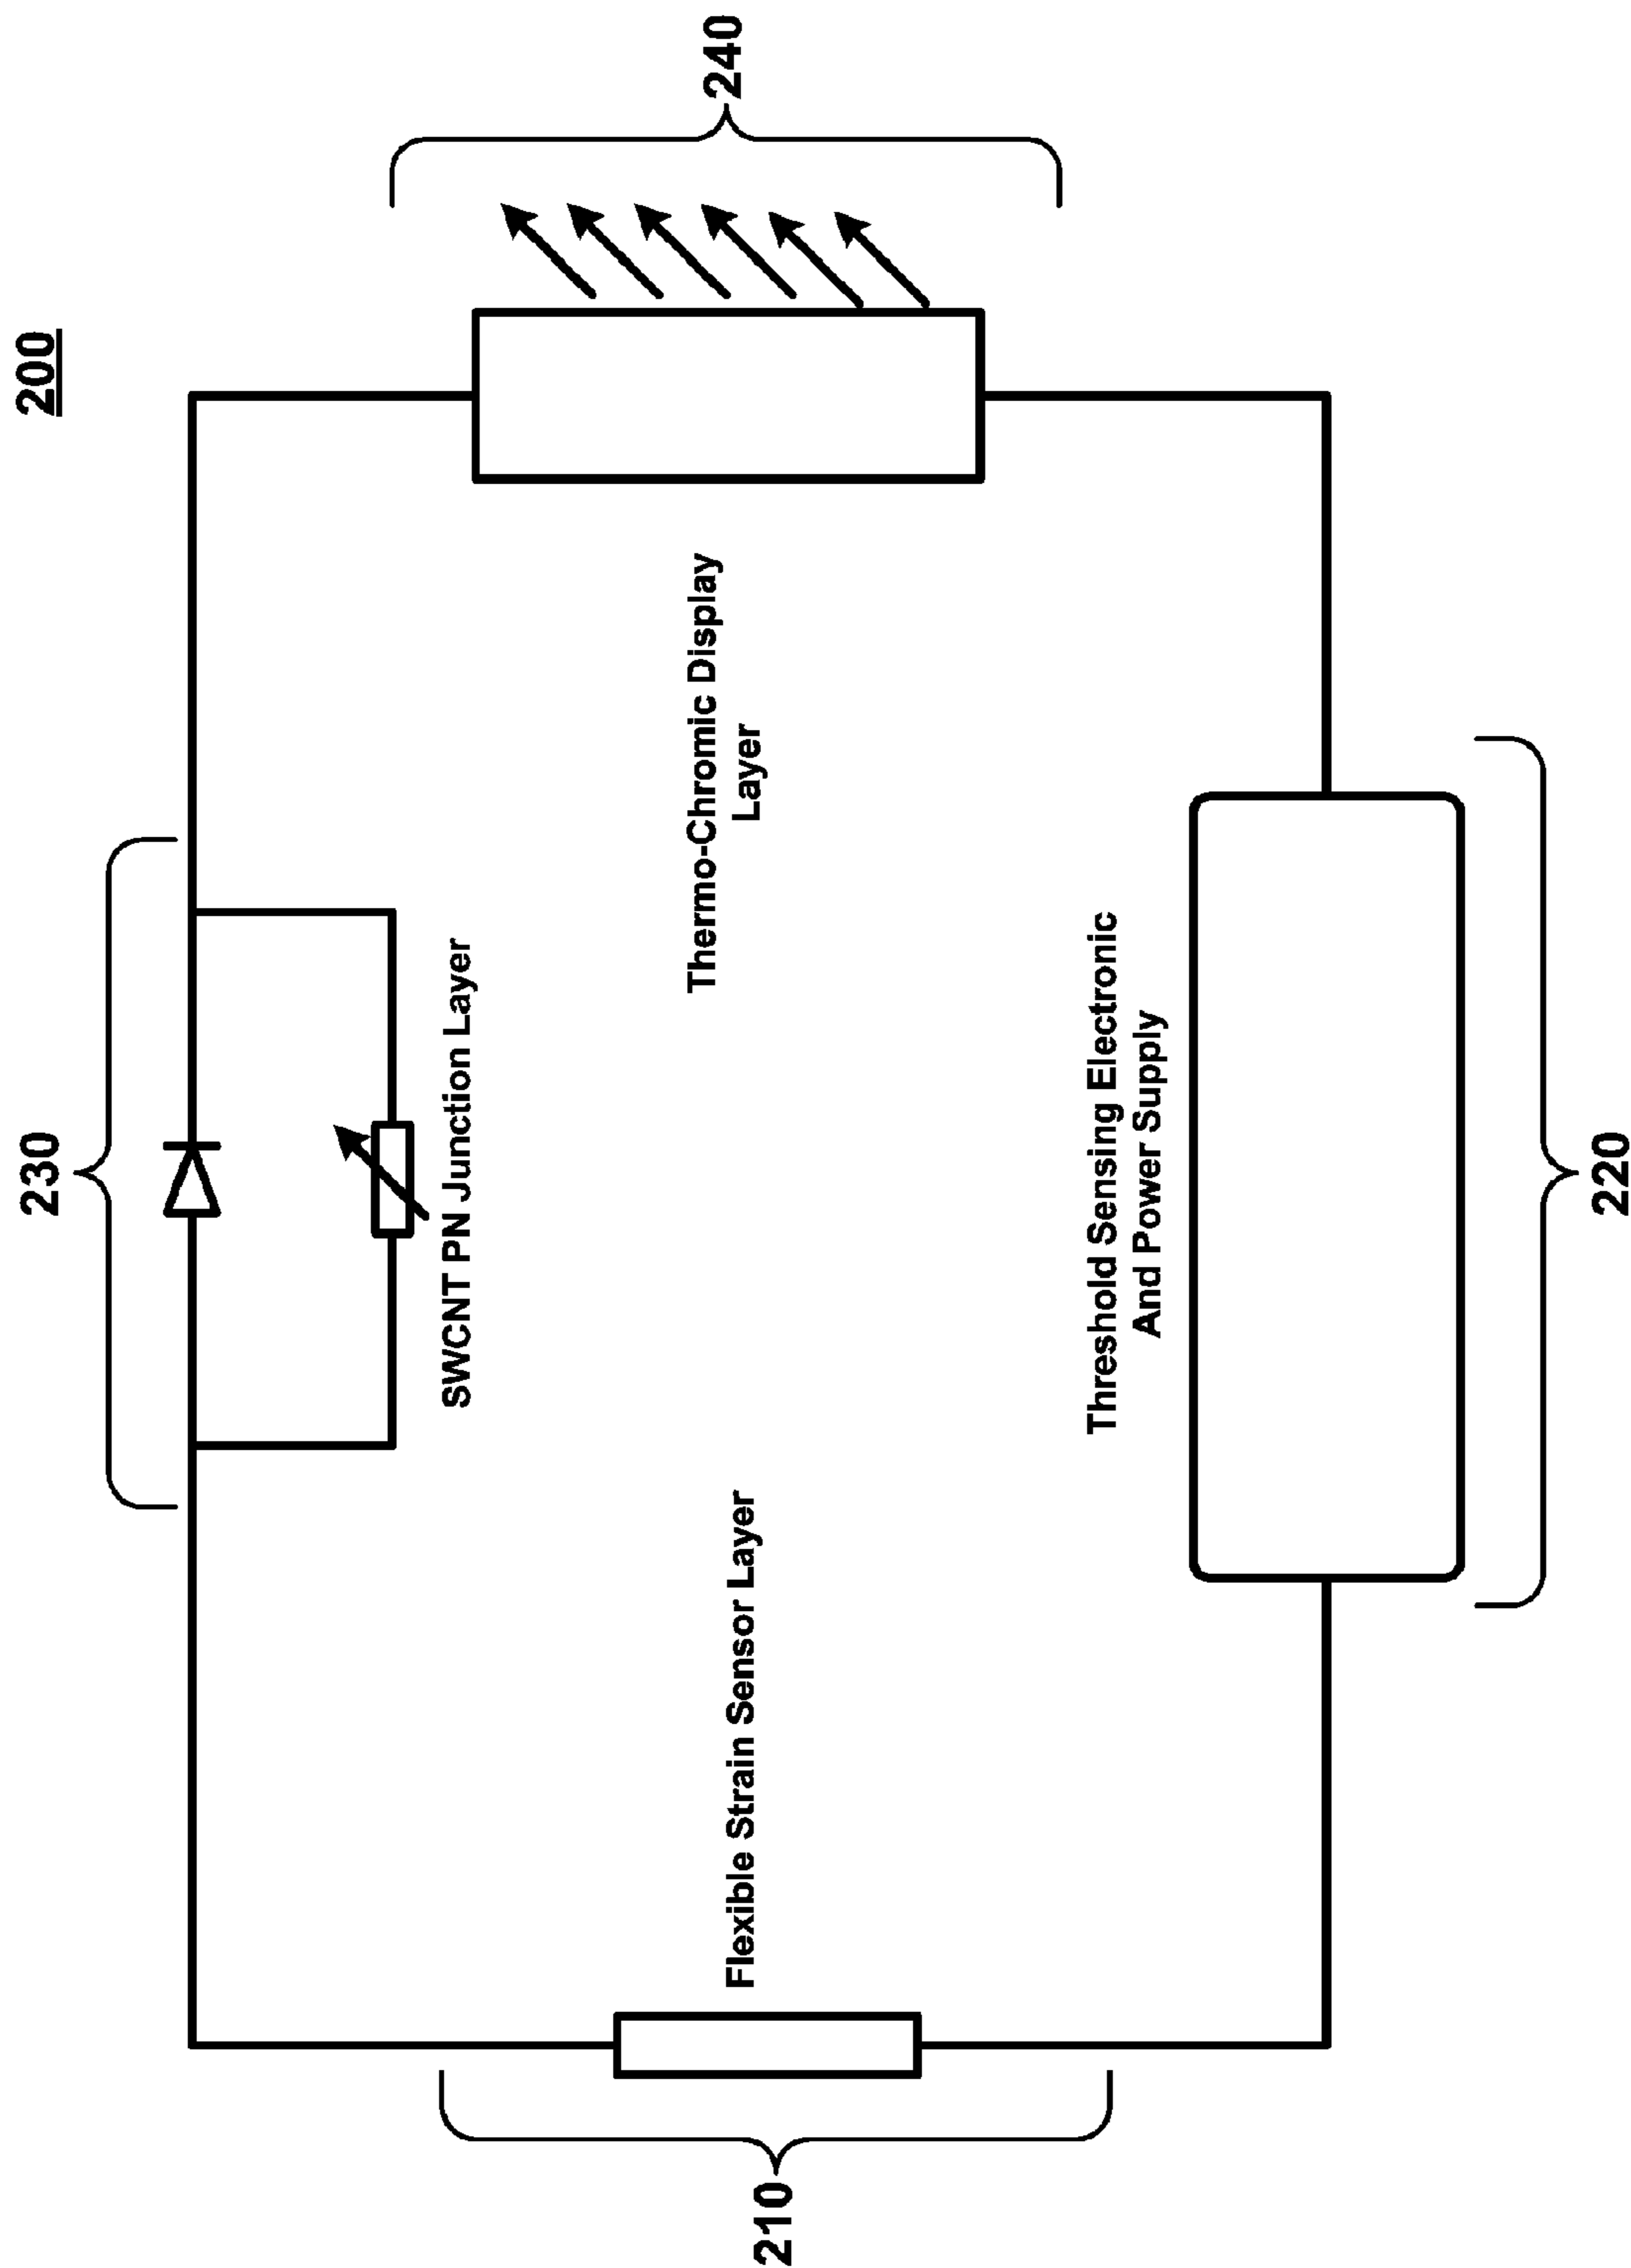 200
230
SWCNT PN Junction Layer
240
Thermo-Chromic Display
Layer
210
Flexible Strain Sensor Layer
Threshold Sensing Electronic
And Power Supply
220